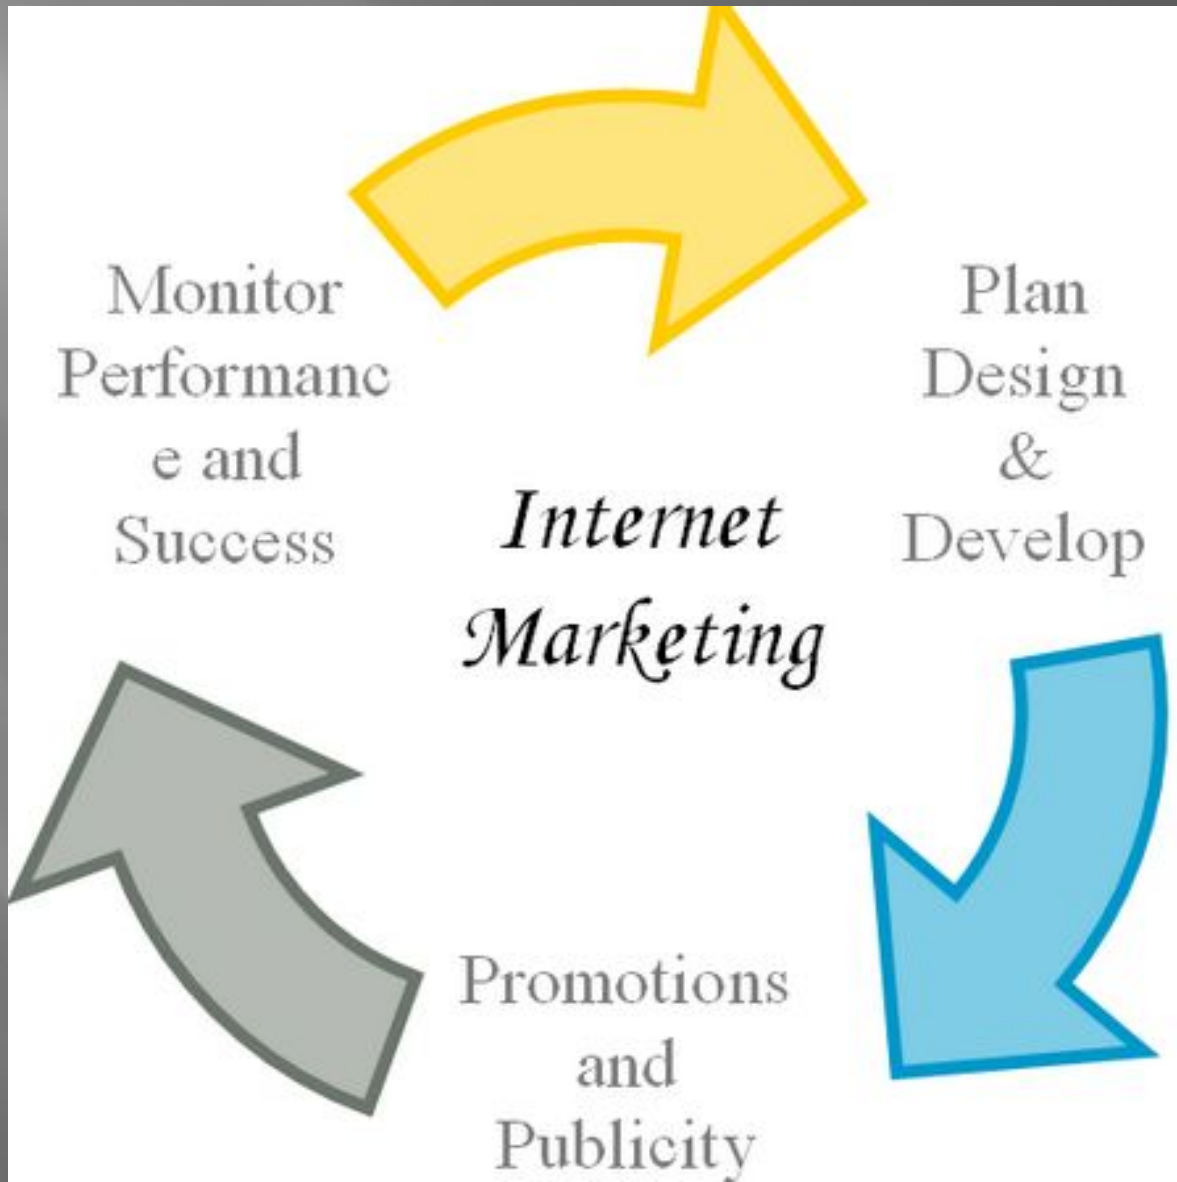 Monitor
Performanc
e and
Success
Plan
Design
&
Develop
Internet
Marketing
Promotions
and
Publicity